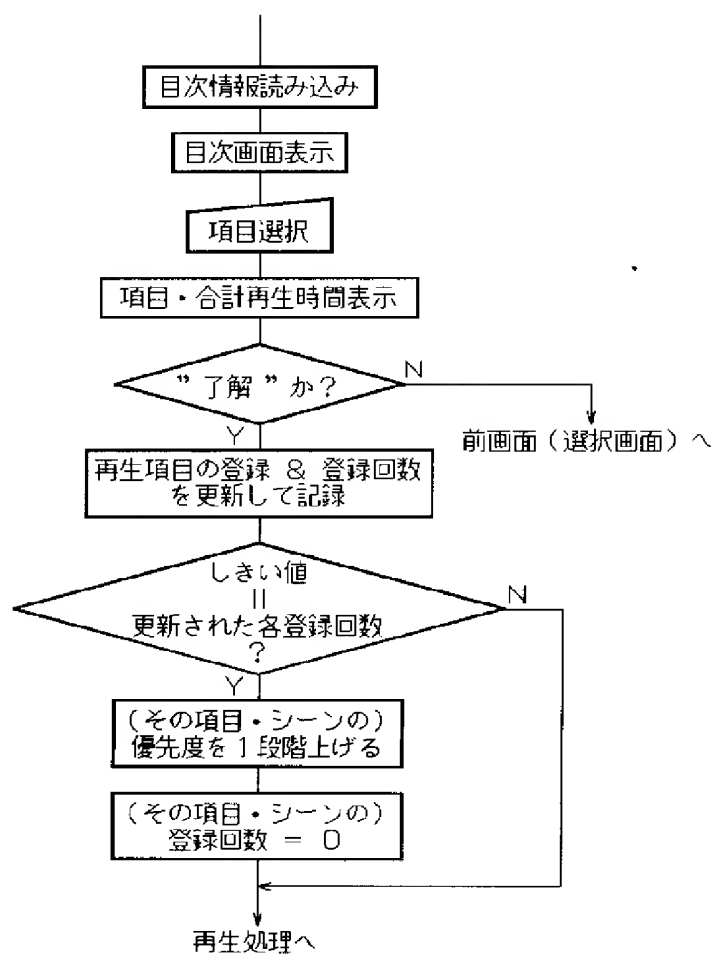 目次情報読み込み
目次画面表示
項目選択
項目・合計再生時間表示
”了解”か?
N
Y
前画面(選択画面)へ
再生項目の登録 & 登録回数
を更新して記録
しきい値
=
更新された各登録回数
?
N
Y
(その項目・シーンの)
優先度を1段階上げる
(その項目・シーンの)
登録回数 = 0
再生処理へ